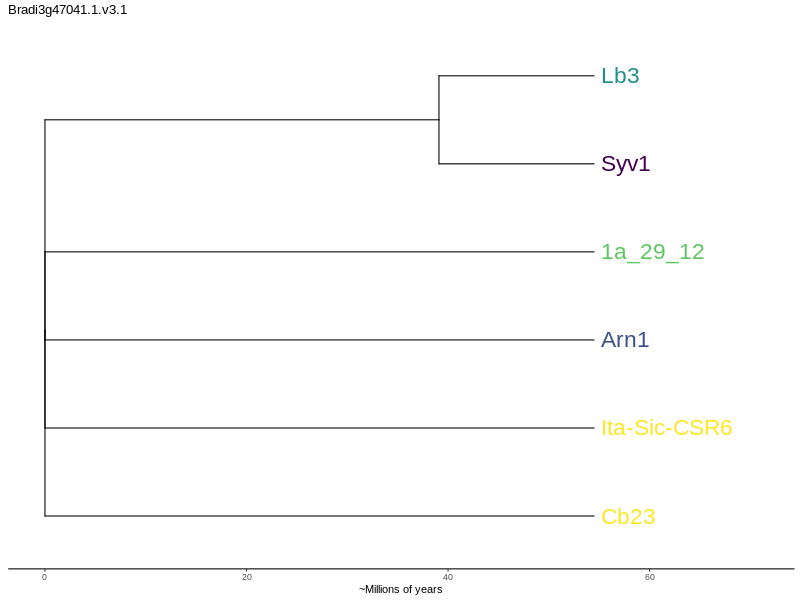 Bradi3g47041.1.v3.1
Lb3
Syv1
1a_29_12
Arn1
Ita-Sic-CSR6
Cb23
0 20 40 60
~Millions of years